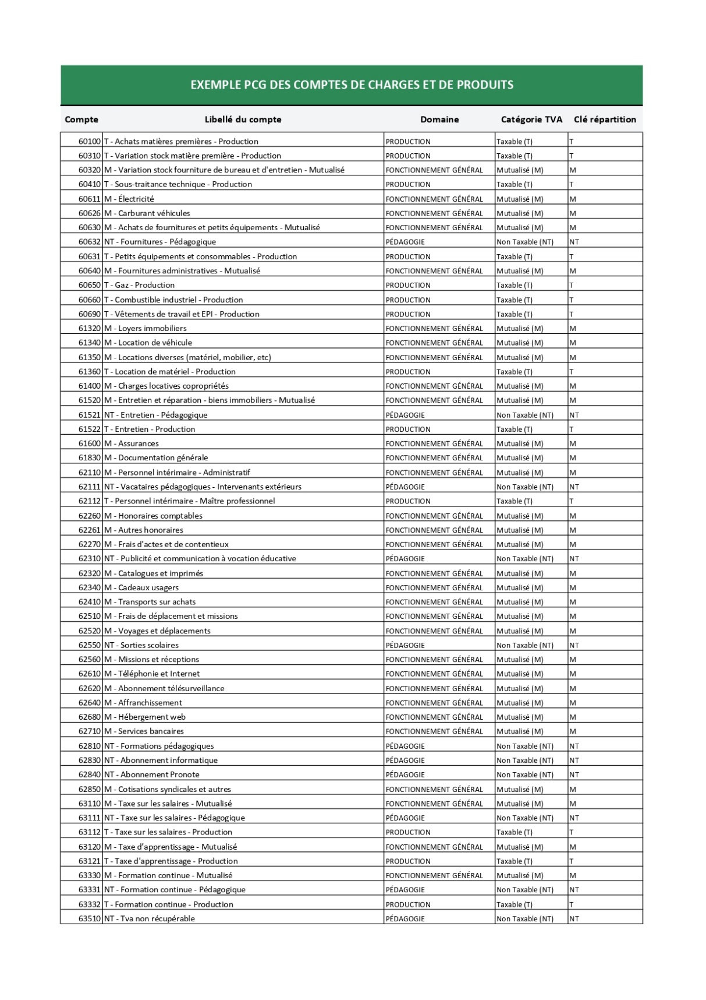 EXEMPLE PCG DES COMPTES DE CHARGES ET DE PRODUITS
Compte Libellé du compte Domaine Catégorie TVA Clé répartition
60100 T - Achats matières premières - Production PRODUCTION Taxable (T) T
60310 T - Variation stock matière première - Production PRODUCTION Taxable (T) T
60320 M - Variation stock fourniture de bureau et d'entretien - Mutualisé FONCTIONNEMENT GÉNÉRAL Mutualisé (M) M
60410 T - Sous-traitance technique - Production PRODUCTION Taxable (T) T
60611 M - Électricité FONCTIONNEMENT GÉNÉRAL Mutualisé (M) M
60626 M - Carburant véhicules FONCTIONNEMENT GÉNÉRAL Mutualisé (M) M
60630 M - Achats de fournitures et petits équipements - Mutualisé FONCTIONNEMENT GÉNÉRAL Mutualisé (M) M
60632 NT - Fournitures - Pédagogique PÉDAGOGIE Non Taxable (NT) NT
60631 T - Petits équipements et consommables - Production PRODUCTION Taxable (T) T
60640 M - Fournitures administratives - Mutualisé FONCTIONNEMENT GÉNÉRAL Mutualisé (M) M
60650 T - Gaz - Production PRODUCTION Taxable (T) T
60660 T - Combustible industriel - Production PRODUCTION Taxable (T) T
60690 T - Vêtements de travail et EPI - Production PRODUCTION Taxable (T) T
61320 M - Loyers immobiliers FONCTIONNEMENT GÉNÉRAL Mutualisé (M) M
61340 M - Location de véhicule FONCTIONNEMENT GÉNÉRAL Mutualisé (M) M
61350 M - Locations diverses (matériel, mobilier, etc) FONCTIONNEMENT GÉNÉRAL Mutualisé (M) M
61360 T - Location de matériel - Production PRODUCTION Taxable (T) T
61400 M - Charges locatives copropriétés FONCTIONNEMENT GÉNÉRAL Mutualisé (M) M
61520 M - Entretien et réparation - biens immobiliers - Mutualisé FONCTIONNEMENT GÉNÉRAL Mutualisé (M) M
61521 NT - Entretien - Pédagogique PÉDAGOGIE Non Taxable (NT) NT
61522 T - Entretien - Production PRODUCTION Taxable (T) T
61600 M - Assurances FONCTIONNEMENT GÉNÉRAL Mutualisé (M) M
61830 M - Documentation générale FONCTIONNEMENT GÉNÉRAL Mutualisé (M) M
62110 M - Personnel intérimaire - Administratif FONCTIONNEMENT GÉNÉRAL Mutualisé (M) M
62111 NT - Vacataires pédagogiques - Intervenants extérieurs PÉDAGOGIE Non Taxable (NT) NT
62112 T - Personnel intérimaire - Maître professionnel PRODUCTION Taxable (T) T
62260 M - Honoraires comptables FONCTIONNEMENT GÉNÉRAL Mutualisé (M) M
62261 M - Autres honoraires FONCTIONNEMENT GÉNÉRAL Mutualisé (M) M
62270 M - Frais d'actes et de contentieux FONCTIONNEMENT GÉNÉRAL Mutualisé (M) M
62310 NT - Publicité et communication à vocation éducative PÉDAGOGIE Non Taxable (NT) NT
62320 M - Catalogues et imprimés FONCTIONNEMENT GÉNÉRAL Mutualisé (M) M
62340 M - Cadeaux usagers FONCTIONNEMENT GÉNÉRAL Mutualisé (M) M
62410 M - Transports sur achats FONCTIONNEMENT GÉNÉRAL Mutualisé (M) M
62510 M - Frais de déplacement et missions FONCTIONNEMENT GÉNÉRAL Mutualisé (M) M
62520 M - Voyages et déplacements FONCTIONNEMENT GÉNÉRAL Mutualisé (M) M
62550 NT - Sorties scolaires PÉDAGOGIE Non Taxable (NT) NT
62560 M - Missions et réceptions FONCTIONNEMENT GÉNÉRAL Mutualisé (M) M
62610 M - Téléphonie et Internet FONCTIONNEMENT GÉNÉRAL Mutualisé (M) M
62620 M - Abonnement télésurveillance FONCTIONNEMENT GÉNÉRAL Mutualisé (M) M
62640 M - Affranchissement FONCTIONNEMENT GÉNÉRAL Mutualisé (M) M
62680 M - Hébergement web FONCTIONNEMENT GÉNÉRAL Mutualisé (M) M
62710 M - Services bancaires FONCTIONNEMENT GÉNÉRAL Mutualisé (M) M
62810 NT - Formations pédagogiques PÉDAGOGIE Non Taxable (NT) NT
62830 NT - Abonnement informatique PÉDAGOGIE Non Taxable (NT) NT
62840 NT - Abonnement Pronote PÉDAGOGIE Non Taxable (NT) NT
62850 M - Cotisations syndicales et autres FONCTIONNEMENT GÉNÉRAL Mutualisé (M) M
63110 M - Taxe sur les salaires - Mutualisé FONCTIONNEMENT GÉNÉRAL Mutualisé (M) M
63111 NT - Taxe sur les salaires - Pédagogique PÉDAGOGIE Non Taxable (NT) NT
63112 T - Taxe sur les salaires - Production PRODUCTION Taxable (T) T
63120 M - Taxe d’apprentissage - Mutualisé FONCTIONNEMENT GÉNÉRAL Mutualisé (M) M
63121 T - Taxe d'apprentissage - Production PRODUCTION Taxable (T) T
63330 M - Formation continue - Mutualisé FONCTIONNEMENT GÉNÉRAL Mutualisé (M) M
63331 NT - Formation continue - Pédagogique PÉDAGOGIE Non Taxable (NT) NT
63332 T - Formation continue - Production PRODUCTION Taxable (T) T
63510 NT - Tva non récupérable PÉDAGOGIE Non Taxable (NT) NT